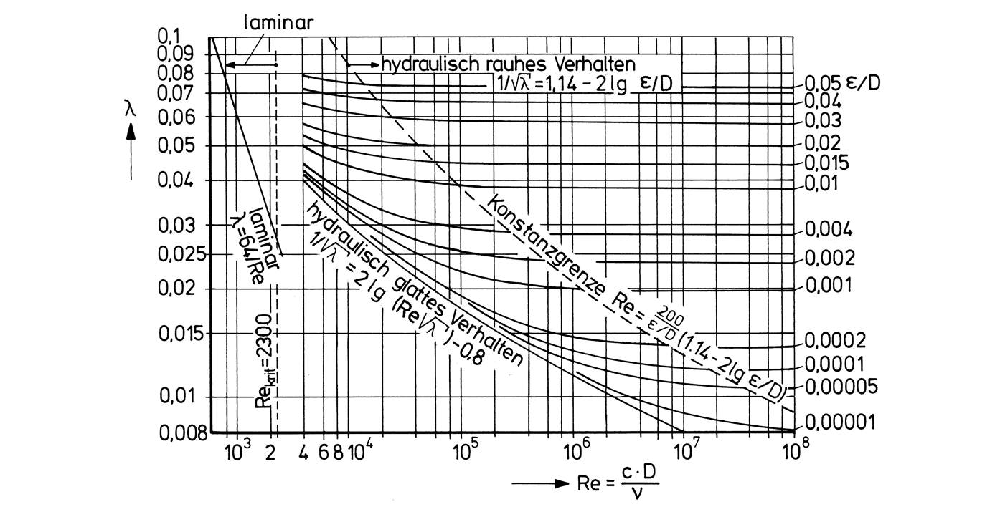 laminar
0,1
0,09
0,08
0,07
0,06
0,05
0,04
0,03
0,025
0,02
0,015
0,01
0,008
λ
hydraulisch rauhes Verhalten
1/√λ = 1,14 - 2 lg ε/D
0,05 ε/D
0,04
0,03
0,02
0,015
0,01
0,004
0,002
0,001
0,0002
0,0001
0,00005
0,00001
laminar
λ = 64/Re
Rekrit = 2300
hydraulisch glattes Verhalten
1/√λ = 2 lg (Re√λ) - 0,8
Konstanzgrenze Re = 200/(ε/D) (1.14 - 2 lg ε/D)
10³ 2 4 6 8 10⁴ 10⁵ 10⁶ 10⁷ 10⁸
Re = c · D / ν